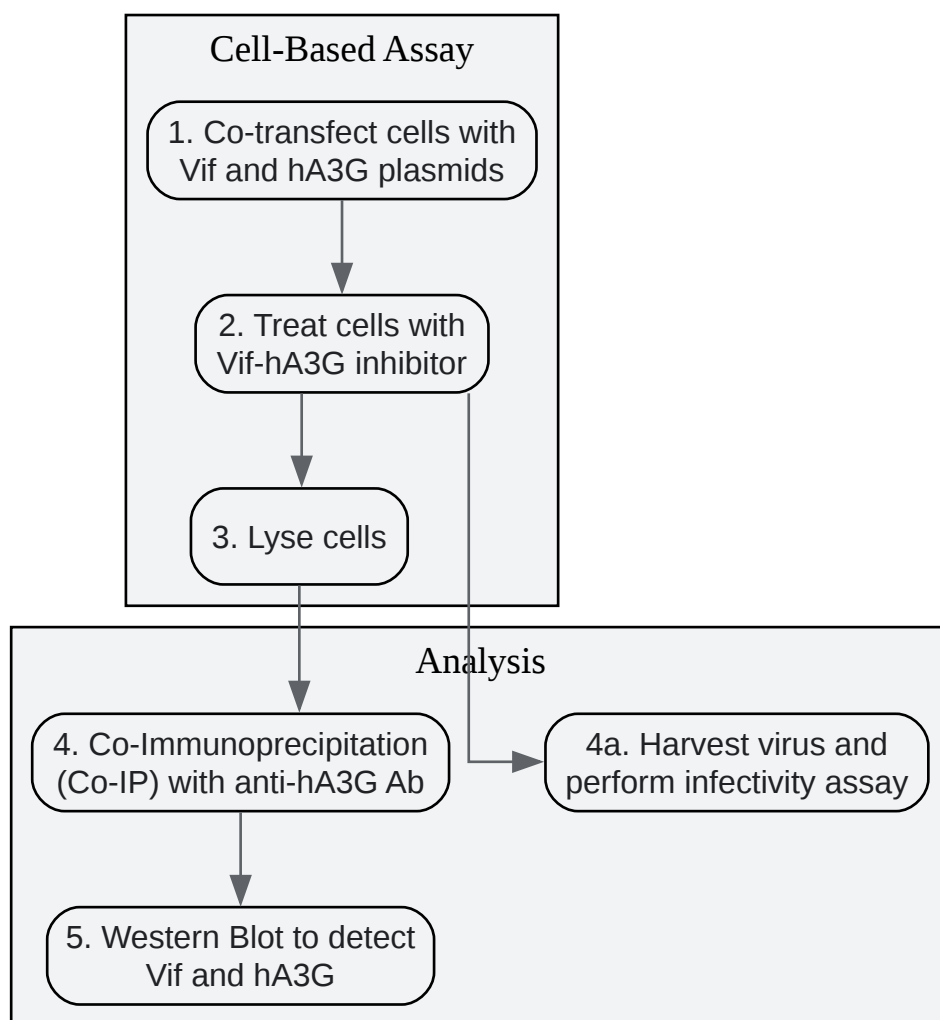 Cell-Based Assay
1. Co-transfect cells with
Vif and hA3G plasmids
2. Treat cells with
Vif-hA3G inhibitor
3. Lyse cells
Analysis
4. Co-Immunoprecipitation
(Co-IP) with anti-hA3G Ab
4a. Harvest virus and
perform infectivity assay
5. Western Blot to detect
Vif and hA3G